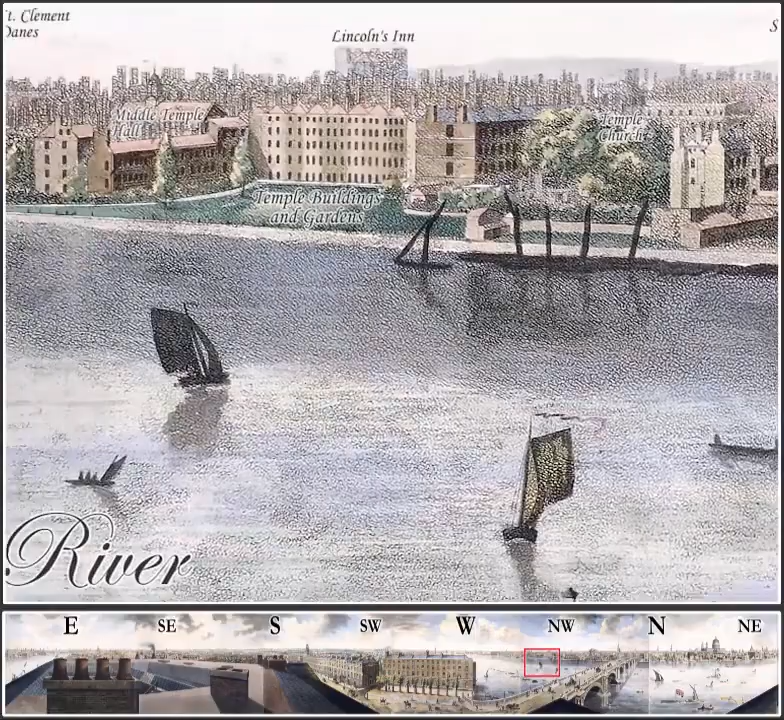 t. Clement
Danes
Lincoln's Inn
S
Middle Temple
Hall
Temple
Church
Temple Buildings
and Gardens
River
E SE S SW W NW N NE